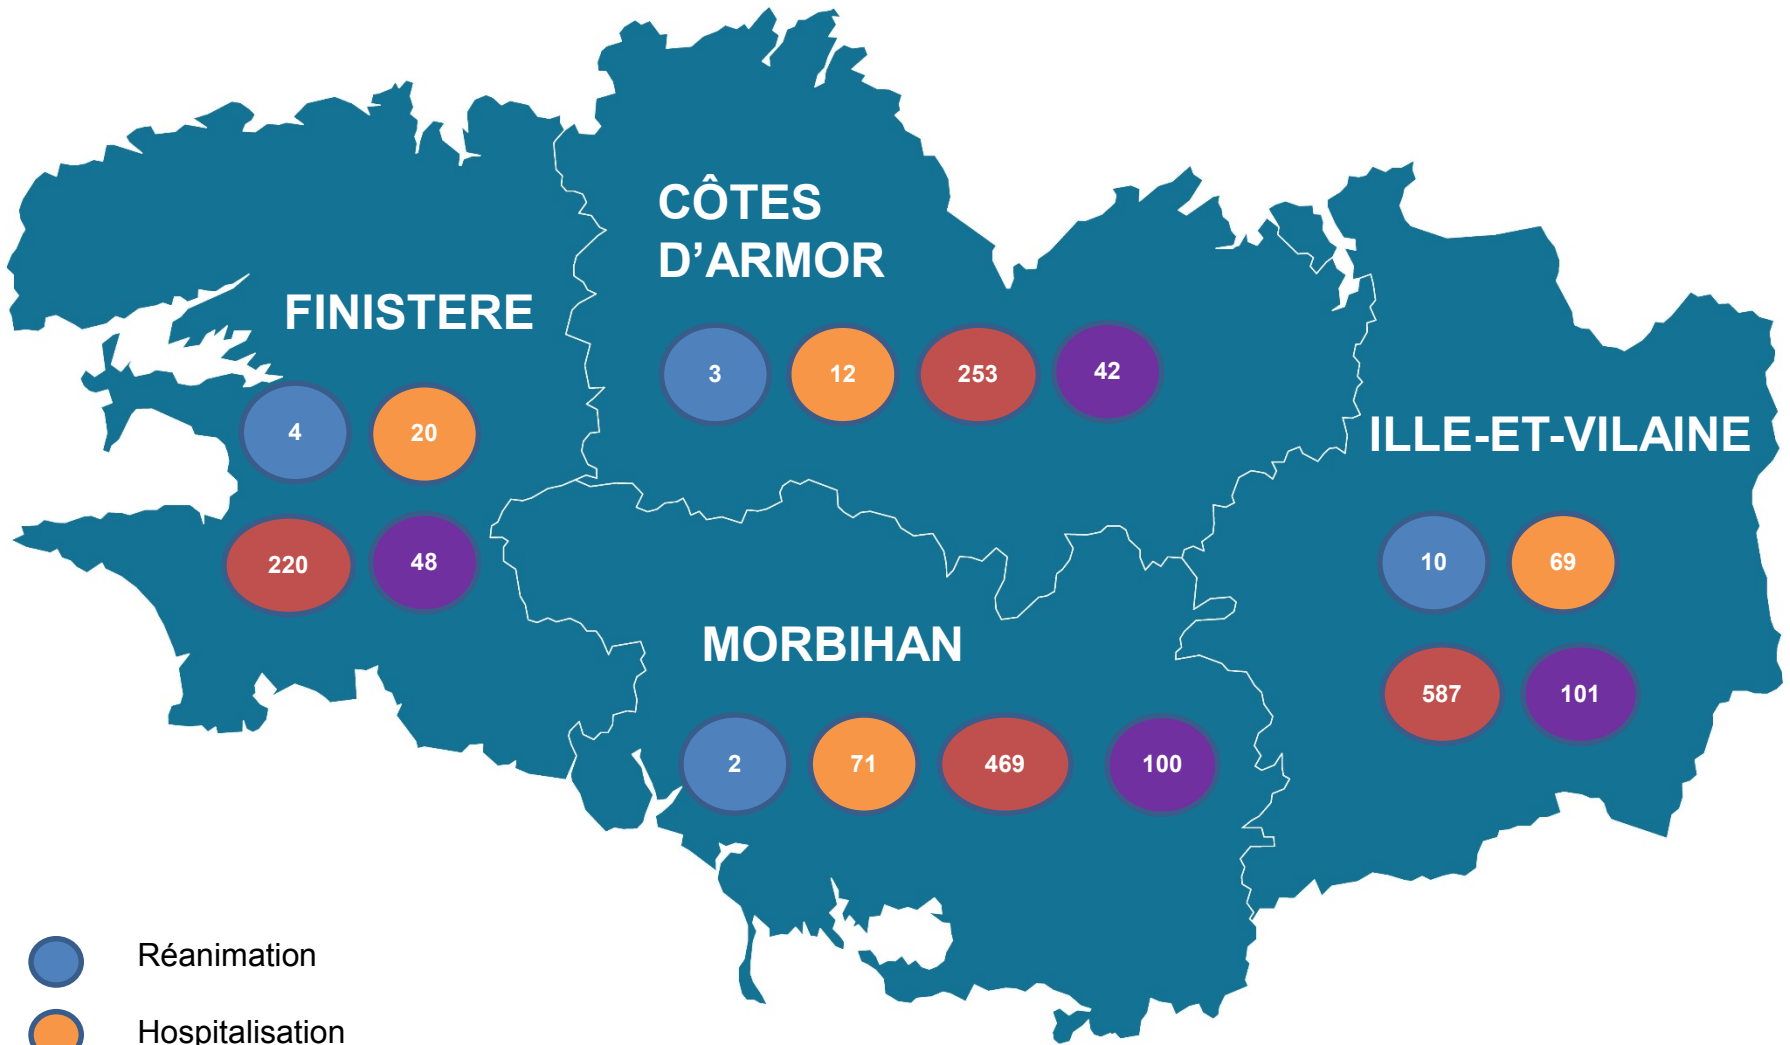 CÔTES
D’ARMOR
3 12 253 42
FINISTERE
4 20
220 48
ILLE-ET-VILAINE
10 69
587 101
MORBIHAN
2 71 469 100
Réanimation
Hospitalisation